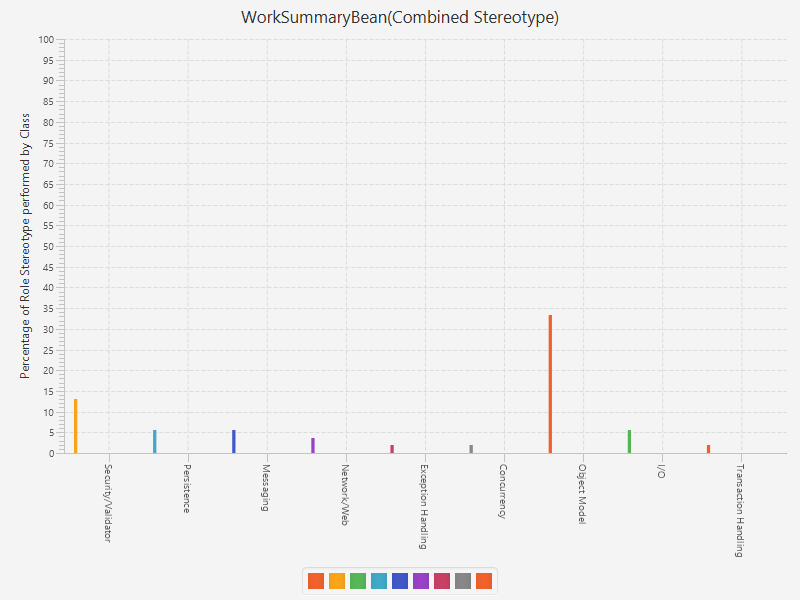 WorkSummaryBean(Combined Stereotype)
Percentage of Role Stereotype performed by Class
100
95
90
85
80
75
70
65
60
55
50
45
40
35
30
25
20
15
10
5
0
Security/Validator
Persistence
Messaging
Network/Web
Exception Handling
Concurrency
Object Model
I/O
Transaction Handling